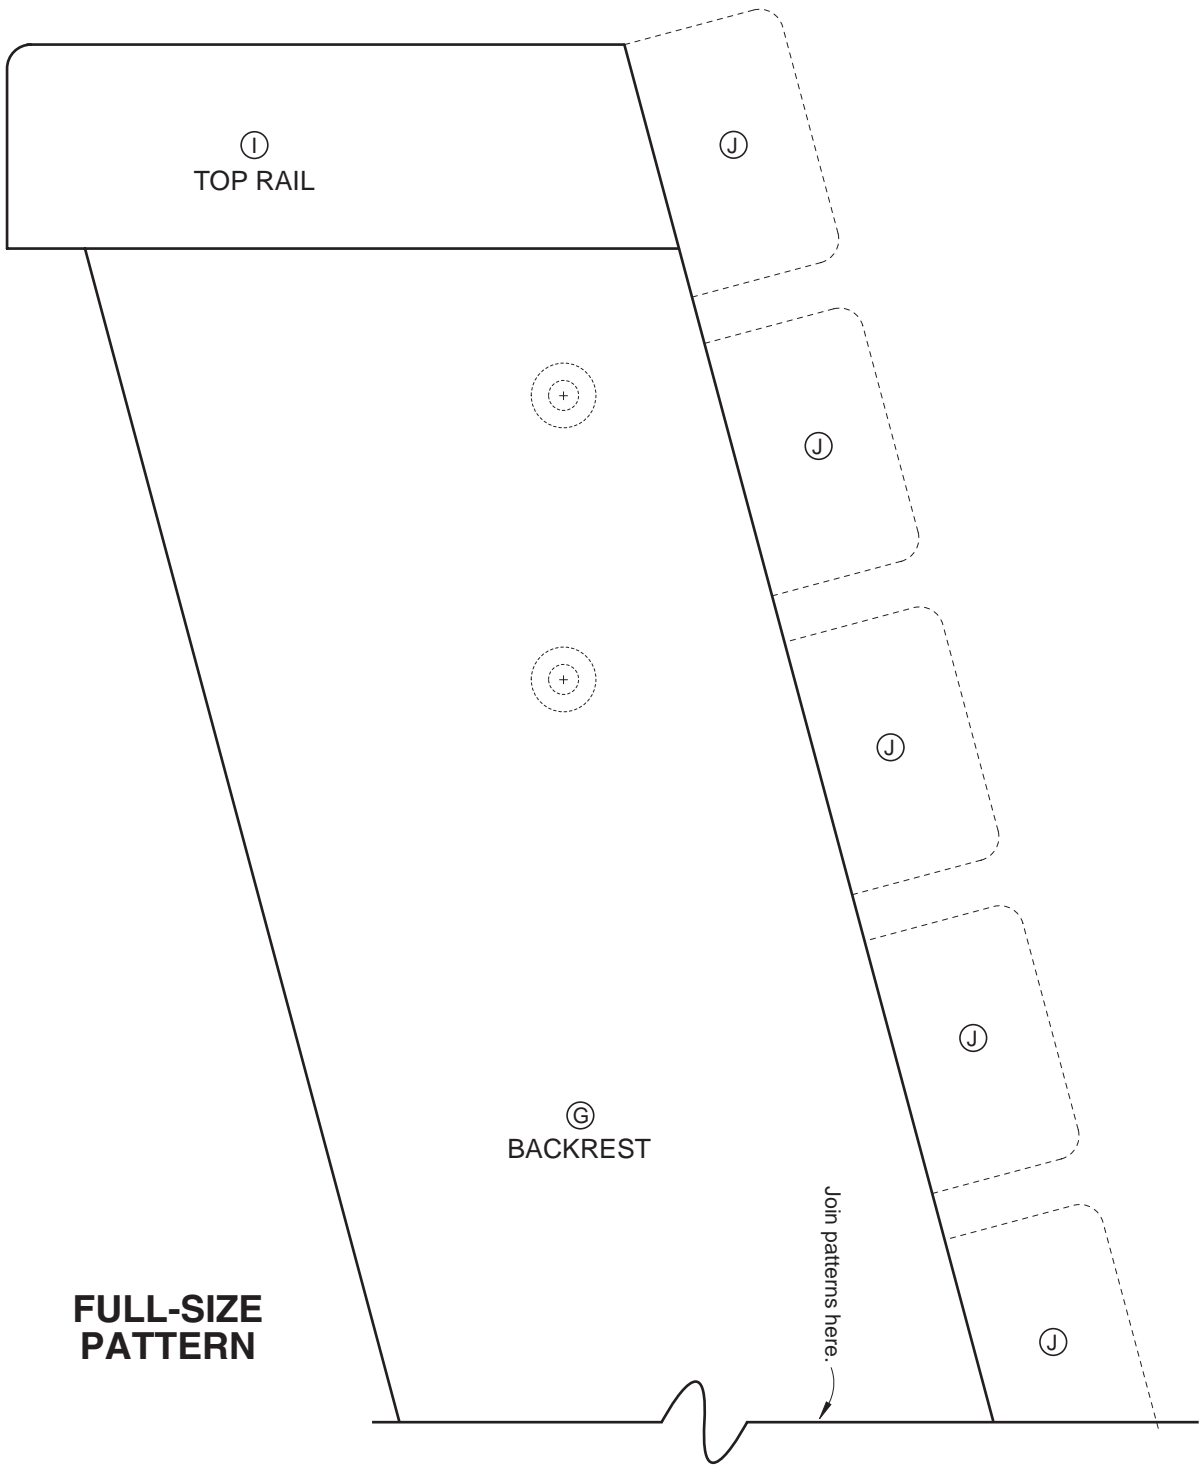 I
TOP RAIL
J
J
J
J
G
BACKREST
Join patterns here.
FULL-SIZE
PATTERN
J